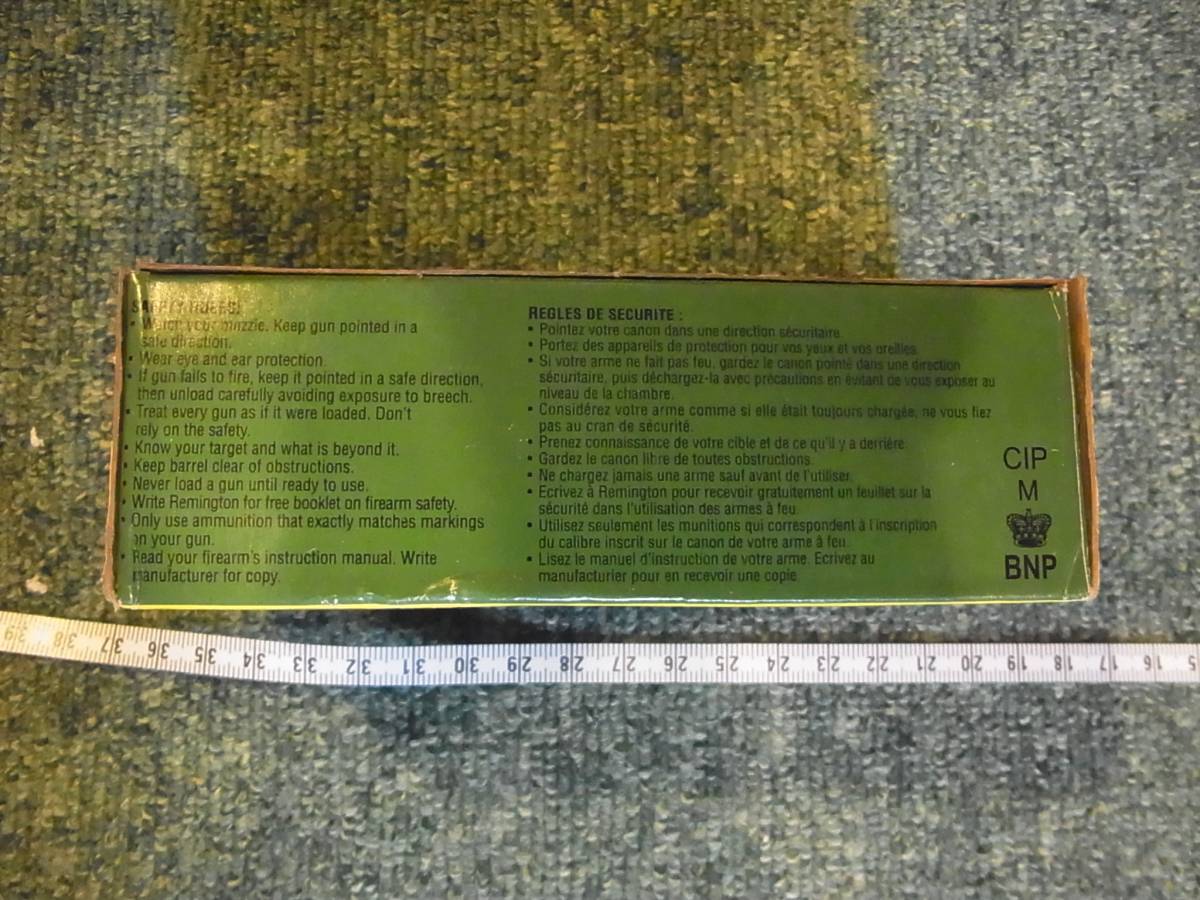 SAFETY RULES!
• Watch your muzzle. Keep gun pointed in a
safe direction.
• Wear eye and ear protection.
• If gun fails to fire, keep it pointed in a safe direction,
then unload carefully avoiding exposure to breech.
• Treat every gun as if it were loaded. Don't
rely on the safety.
• Know your target and what is beyond it.
• Keep barrel clear of obstructions.
• Never load a gun until ready to use.
• Write Remington for free booklet on firearm safety.
• Only use ammunition that exactly matches markings
on your gun.
• Read your firearm's instruction manual. Write
manufacturer for copy.
REGLES DE SECURITE :
• Pointez votre canon dans une direction sécuritaire.
• Portez des appareils de protection pour vos yeux et vos oreilles.
• Si votre arme ne fait pas feu, gardez le canon pointé dans une direction
sécuritaire, puis déchargez-la avec précautions en évitant de vous exposer au
niveau de la chambre.
• Considérez votre arme comme si elle était toujours chargée, ne vous fiez
pas au cran de sécurité.
• Prenez connaissance de votre cible et de ce qu'il y a derrière.
• Gardez le canon libre de toutes obstructions.
• Ne chargez jamais une arme sauf avant de l'utiliser.
• Ecrivez à Remington pour recevoir gratuitement un feuillet sur la
sécurité dans l'utilisation des armes à feu.
• Utilisez seulement les munitions qui correspondent à l'inscription
du calibre inscrit sur le canon de votre arme à feu.
• Lisez le manuel d'instruction de votre arme. Ecrivez au
manufacturier pour en recevoir une copie.
CIP
M
BNP
39 38 37 36 35 34 33 32 31 30 29 28 27 26 25 24 23 22 21 20 19 18 17 16 5